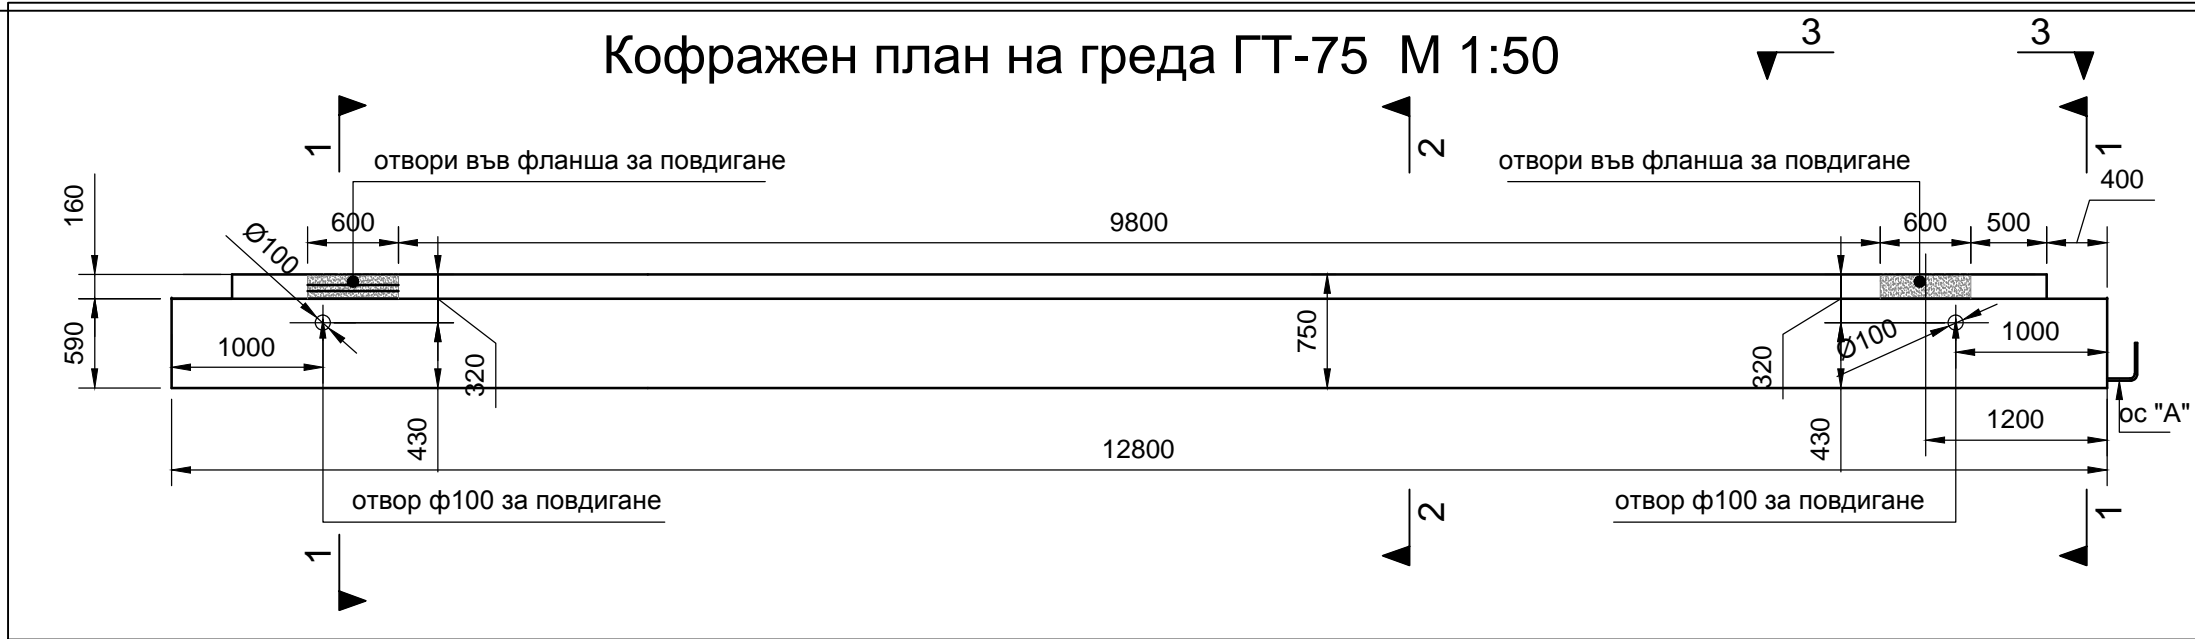 Кофражен план на греда ГТ-75 М 1:50
3 3
1 2 1
отвори във фланша за повдигане отвори във фланша за повдигане
400
160 600 9800 600 500
Ø100
590 1000 320 750 320 Ø100 1000
430 12800 430 1200 ос "А"
отвор ф100 за повдигане отвор ф100 за повдигане
1 2 1